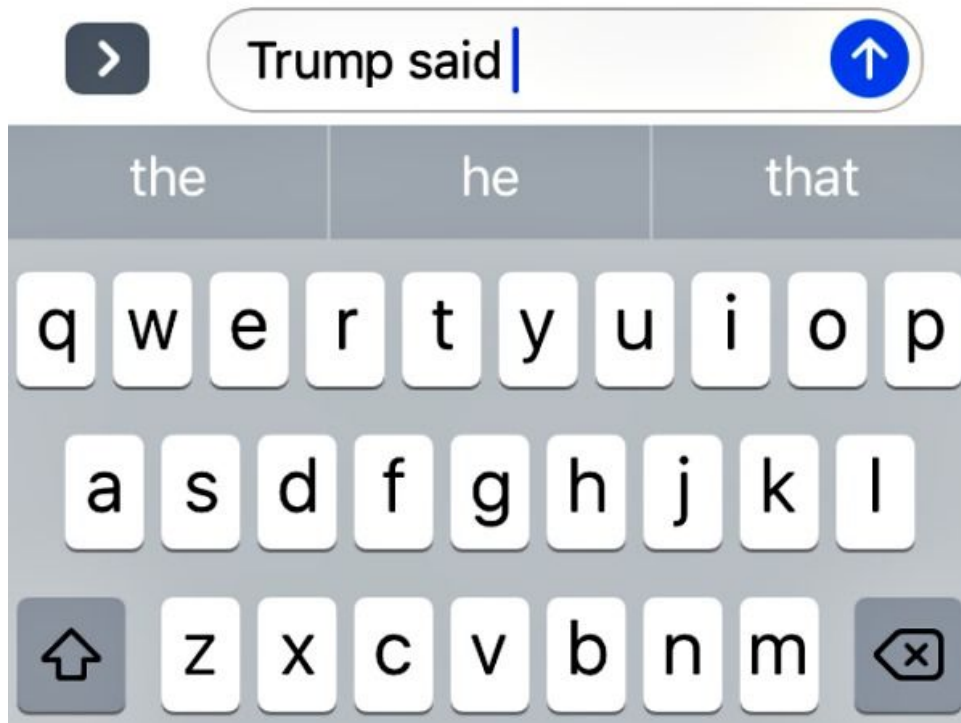 Trump said
the he that
q w e r t y u i o p
a s d f g h j k l
z x c v b n m